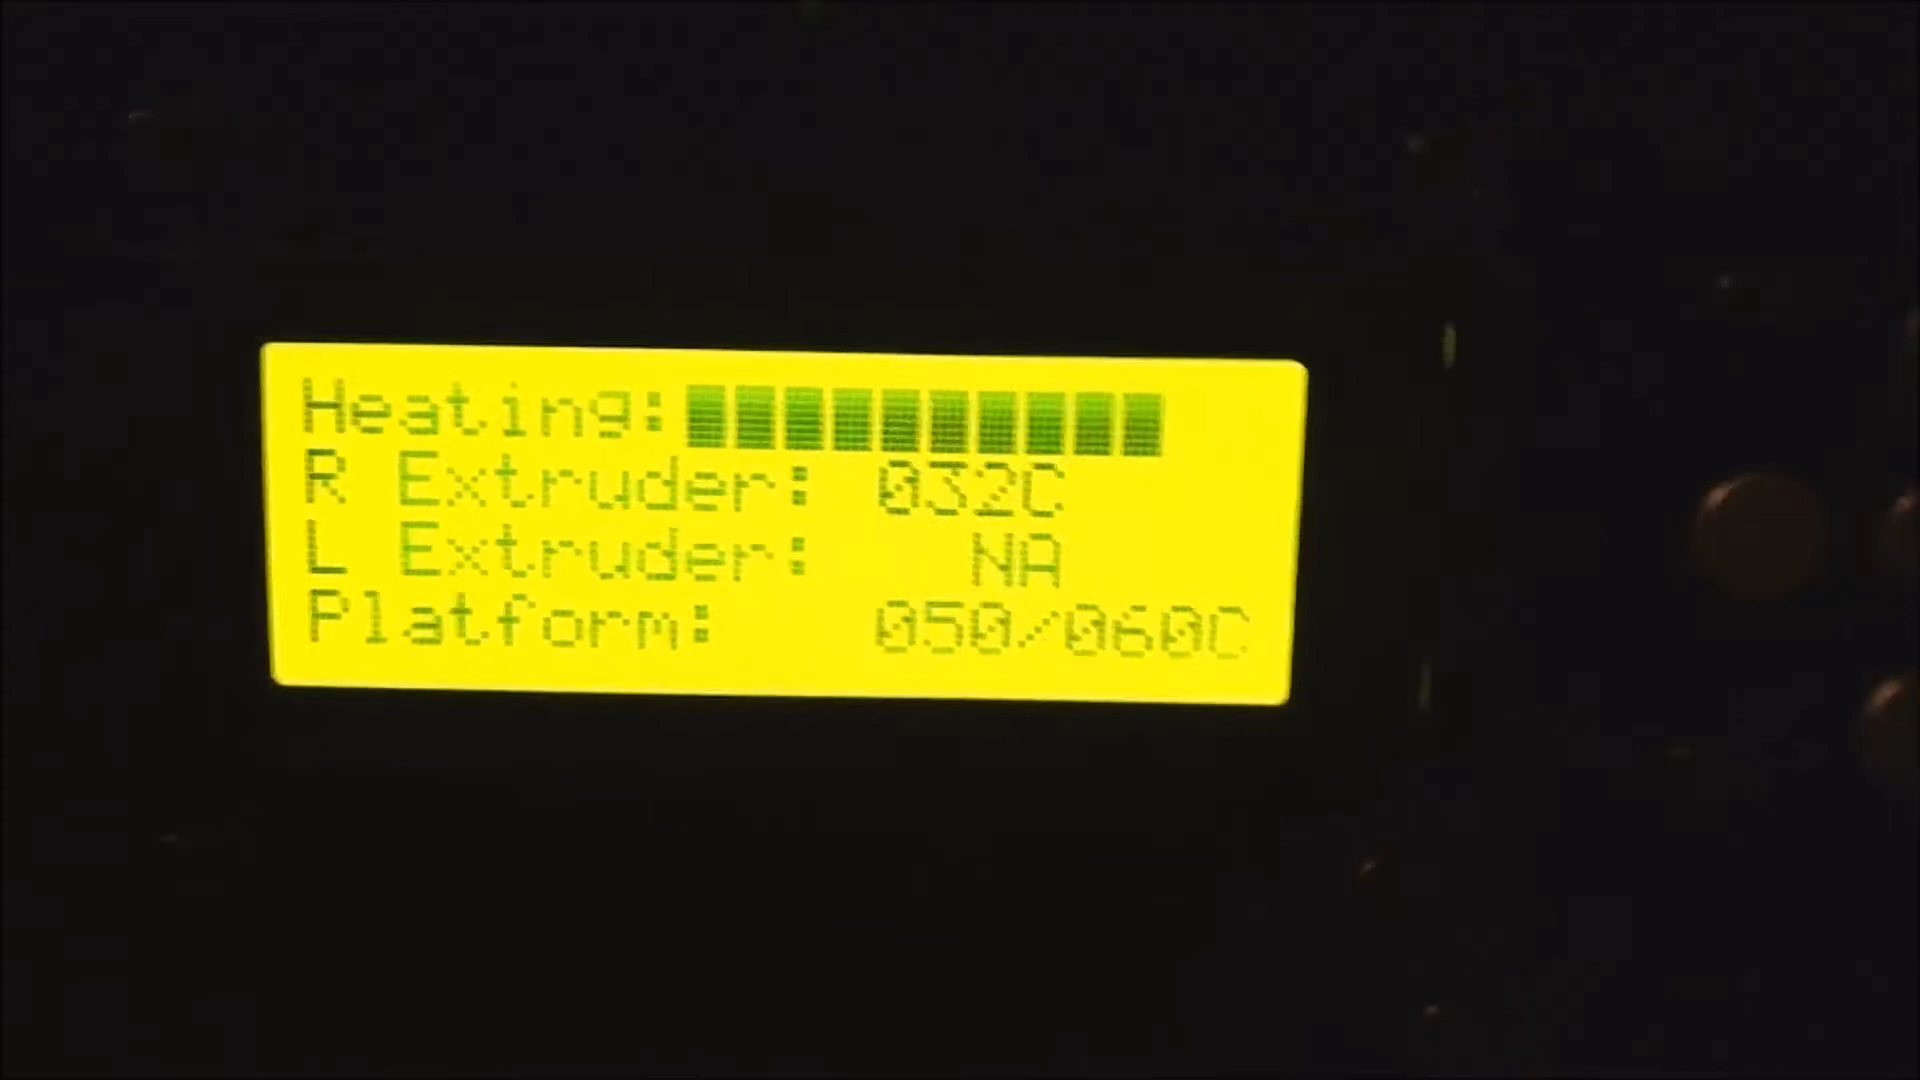 Heating:
R Extruder: 032C
L Extruder: NA
Platform: 050/060C